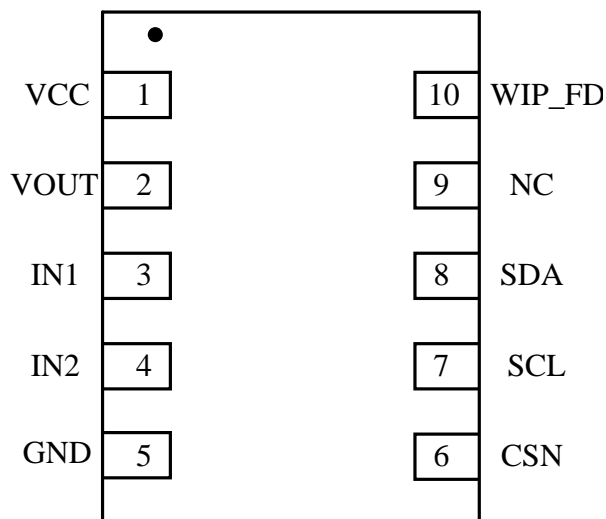 VCC 1 10 WIP_FD
VOUT 2 9 NC
IN1 3 8 SDA
IN2 4 7 SCL
GND 5 6 CSN